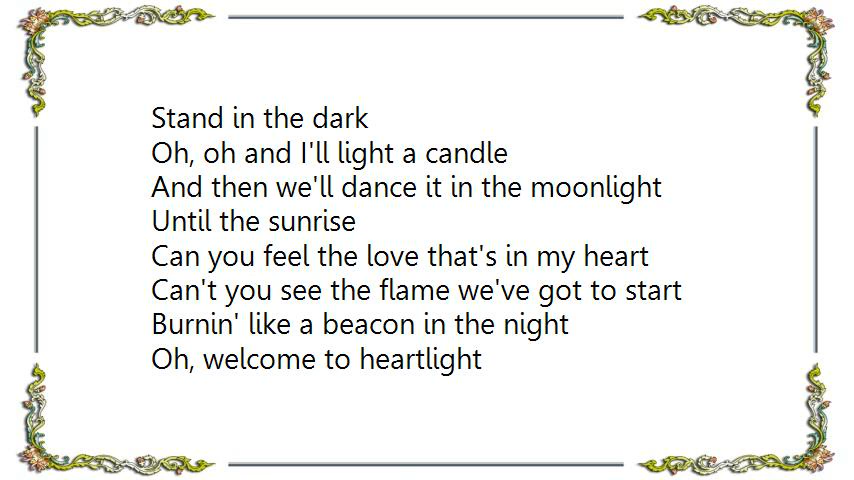 Stand in the dark
Oh, oh and I'll light a candle
And then we'll dance it in the moonlight
Until the sunrise
Can you feel the love that's in my heart
Can't you see the flame we've got to start
Burnin' like a beacon in the night
Oh, welcome to heartlight